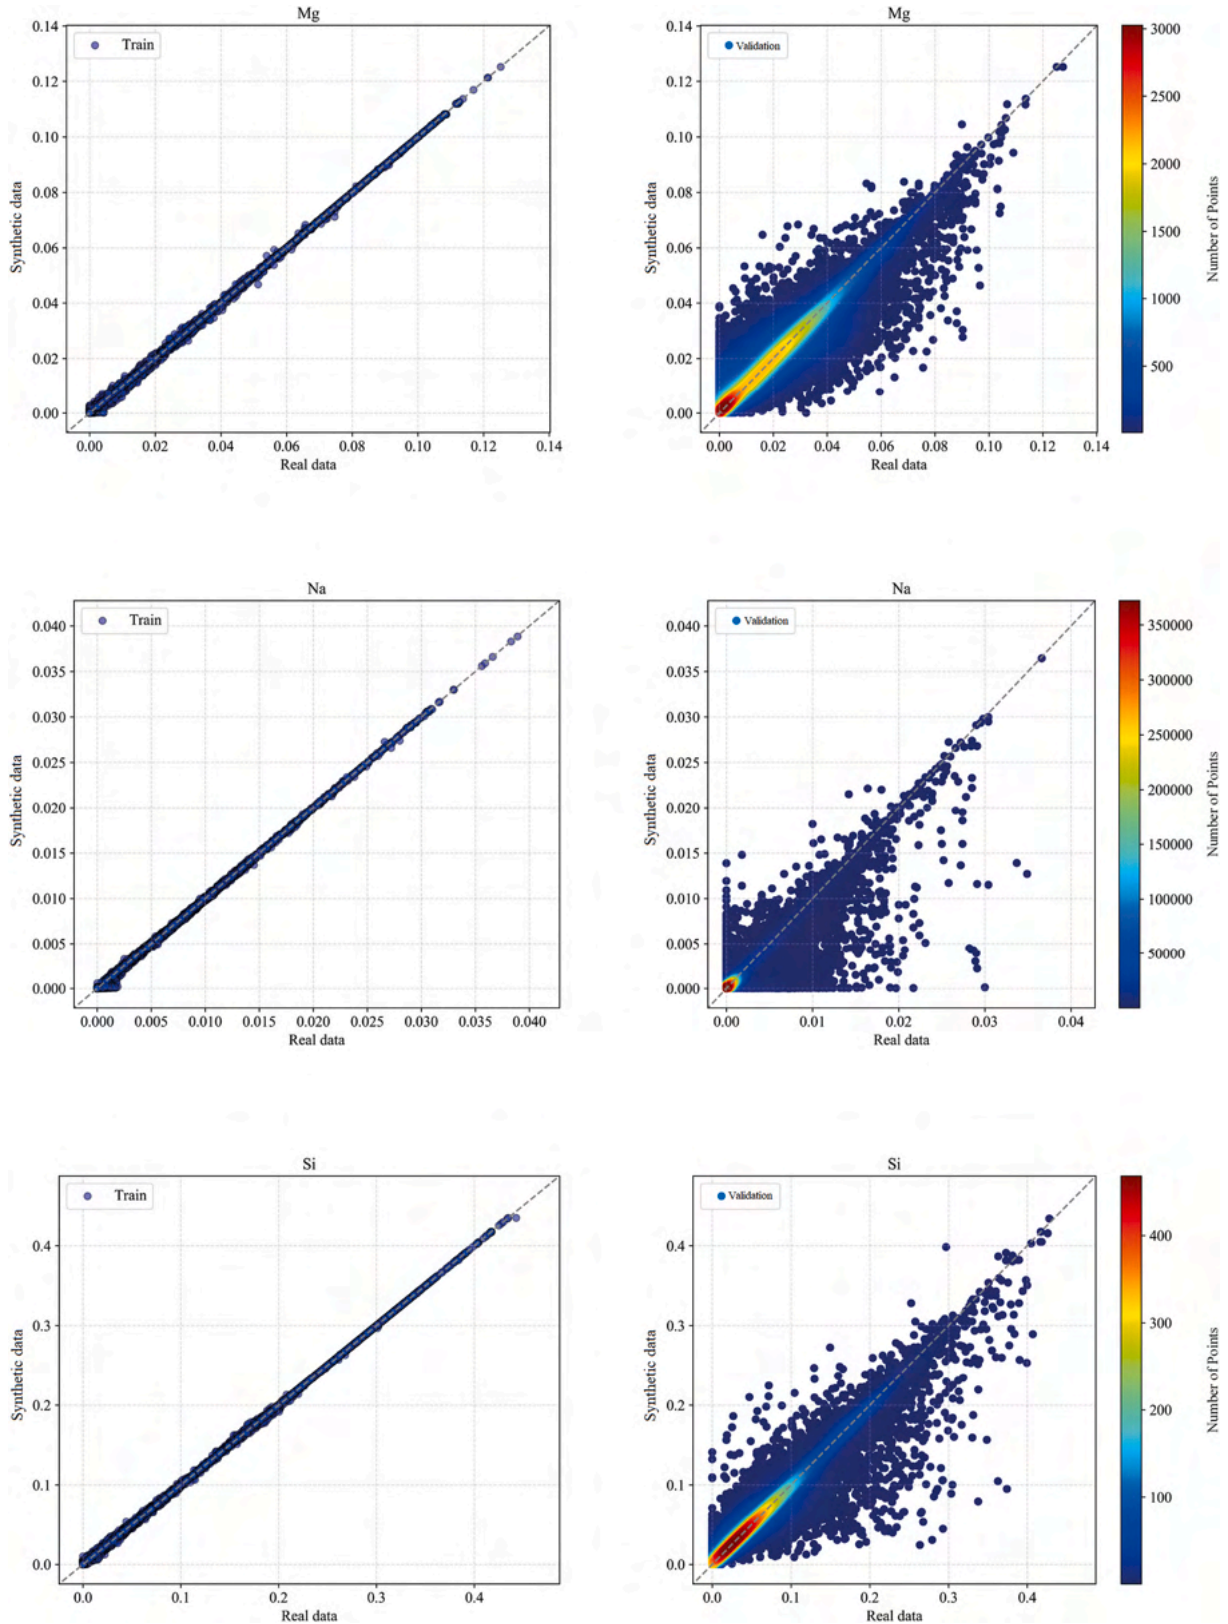 Mg
Train
0.14
0.12
0.10
0.08
0.06
0.04
0.02
0.00
Synthetic data
0.00 0.02 0.04 0.06 0.08 0.10 0.12 0.14
Real data
Mg
Validation
0.14
0.12
0.10
0.08
0.06
0.04
0.02
0.00
Synthetic data
0.00 0.02 0.04 0.06 0.08 0.10 0.12 0.14
Real data
3000
2500
2000
1500
1000
500
Number of Points
Na
Train
0.040
0.035
0.030
0.025
0.020
0.015
0.010
0.005
0.000
Synthetic data
0.000 0.005 0.010 0.015 0.020 0.025 0.030 0.035 0.040
Real data
Na
Validation
0.040
0.035
0.030
0.025
0.020
0.015
0.010
0.005
0.000
Synthetic data
0.00 0.01 0.02 0.03 0.04
Real data
350000
300000
250000
200000
150000
100000
50000
Number of Points
Si
Train
0.4
0.3
0.2
0.1
0.0
Synthetic data
0.0 0.1 0.2 0.3 0.4
Real data
Si
Validation
0.4
0.3
0.2
0.1
0.0
Synthetic data
0.0 0.1 0.2 0.3 0.4
Real data
400
300
200
100
Number of Points